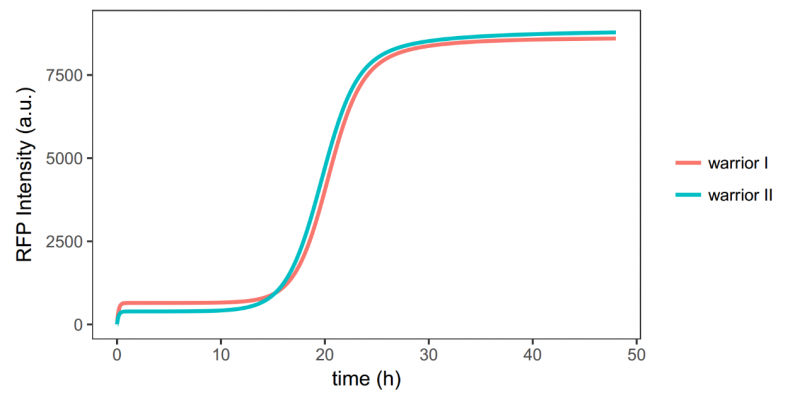 7500
5000
2500
0
RFP Intensity (a.u.)
0 10 20 30 40 50
time (h)
warrior I
warrior II